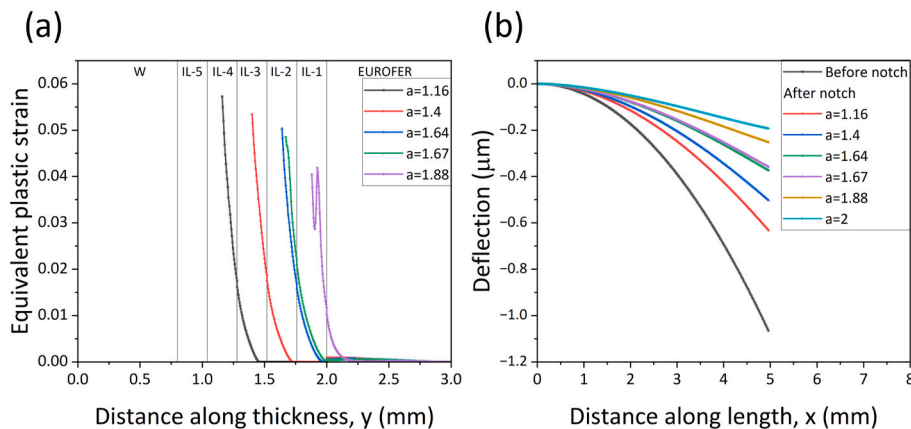 (a)
W IL-5 IL-4 IL-3 IL-2 IL-1 EUROFER
a=1.16
a=1.4
a=1.64
a=1.67
a=1.88
0.06
0.05
0.04
0.03
0.02
0.01
0.00
Equivalent plastic strain
0.0 0.5 1.0 1.5 2.0 2.5 3.0
Distance along thickness, y (mm)
(b)
Before notch
After notch
a=1.16
a=1.4
a=1.64
a=1.67
a=1.88
a=2
0.0
−0.2
−0.4
−0.6
−0.8
−1.0
−1.2
Deflection (μm)
0 1 2 3 4 5 6 7 8
Distance along length, x (mm)